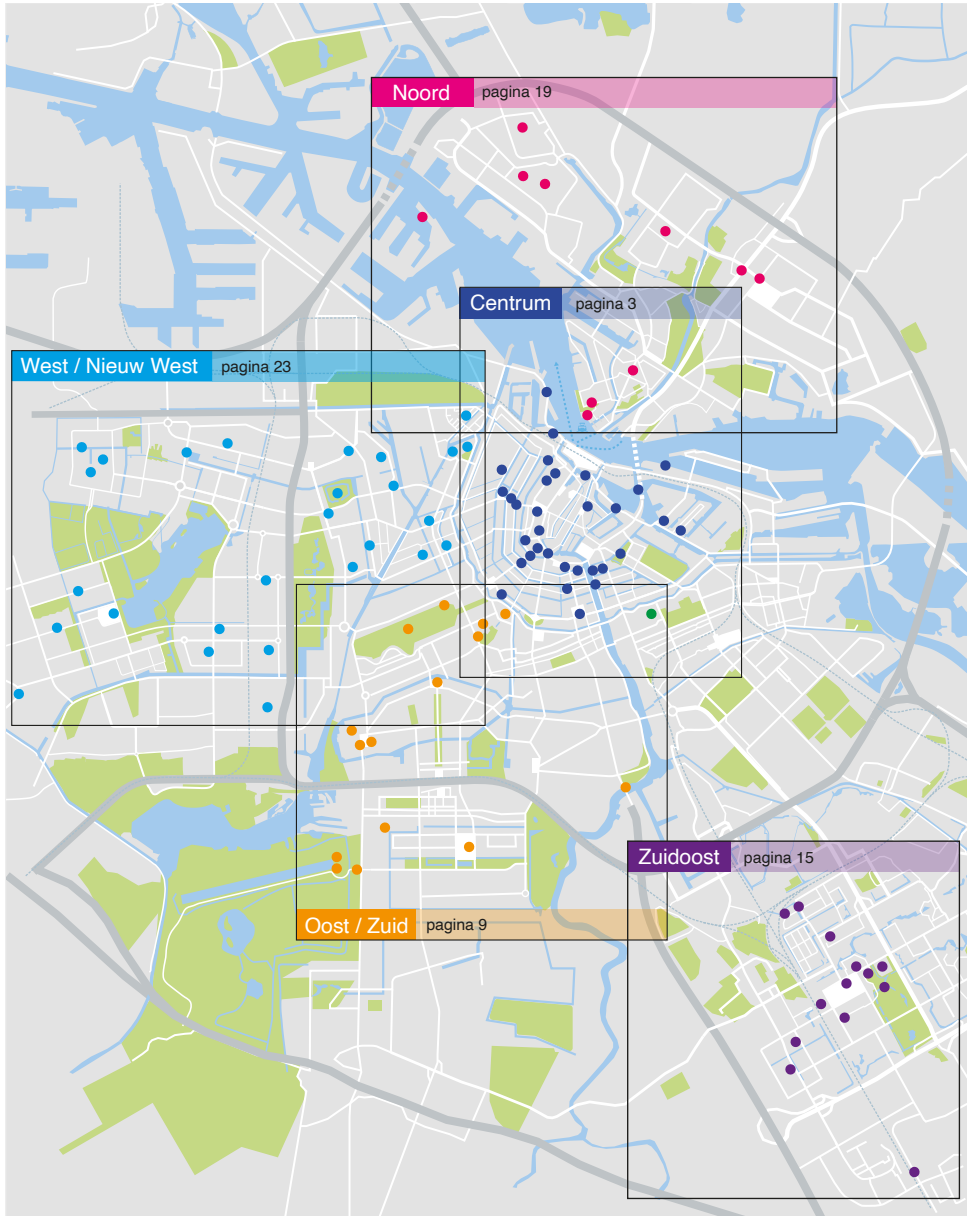 Noord pagina 19
Centrum pagina 3
West / Nieuw West pagina 23
Zuidoost pagina 15
Oost / Zuid pagina 9